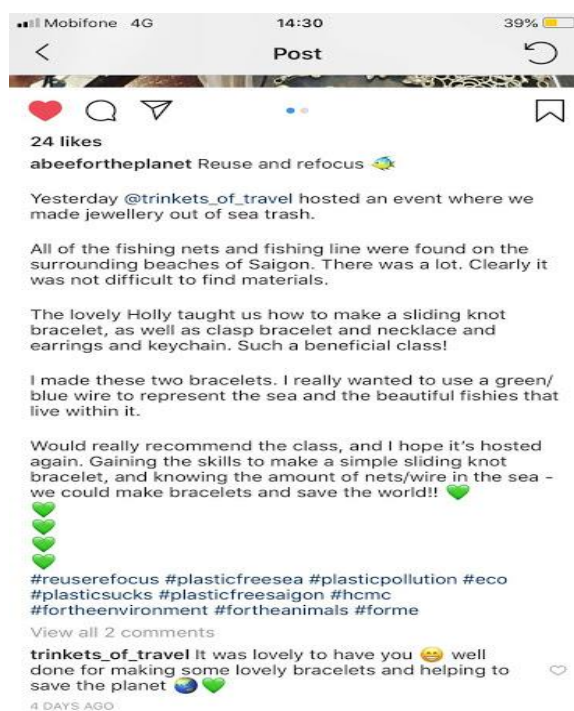 Mobifone 4G 14:30 39%
Post
24 likes
abeefortheplanet Reuse and refocus 🐠
Yesterday @trinkets_of_travel hosted an event where we
made jewellery out of sea trash.
All of the fishing nets and fishing line were found on the
surrounding beaches of Saigon. There was a lot. Clearly it
was not difficult to find materials.
The lovely Holly taught us how to make a sliding knot
bracelet, as well as clasp bracelet and necklace and
earrings and keychain. Such a beneficial class!
I made these two bracelets. I really wanted to use a green/
blue wire to represent the sea and the beautiful fishies that
live within it.
Would really recommend the class, and I hope it's hosted
again. Gaining the skills to make a simple sliding knot
bracelet, and knowing the amount of nets/wire in the sea -
we could make bracelets and save the world!! 💚
💚
💚
💚
💚
#reuserefocus #plasticfreesea #plasticpollution #eco
#plasticsucks #plasticfreesaigon #hcmc
#fortheenvironment #fortheanimals #forme
View all 2 comments
trinkets_of_travel It was lovely to have you 😄 well
done for making some lovely bracelets and helping to
save the planet 🌏💚
4 DAYS AGO